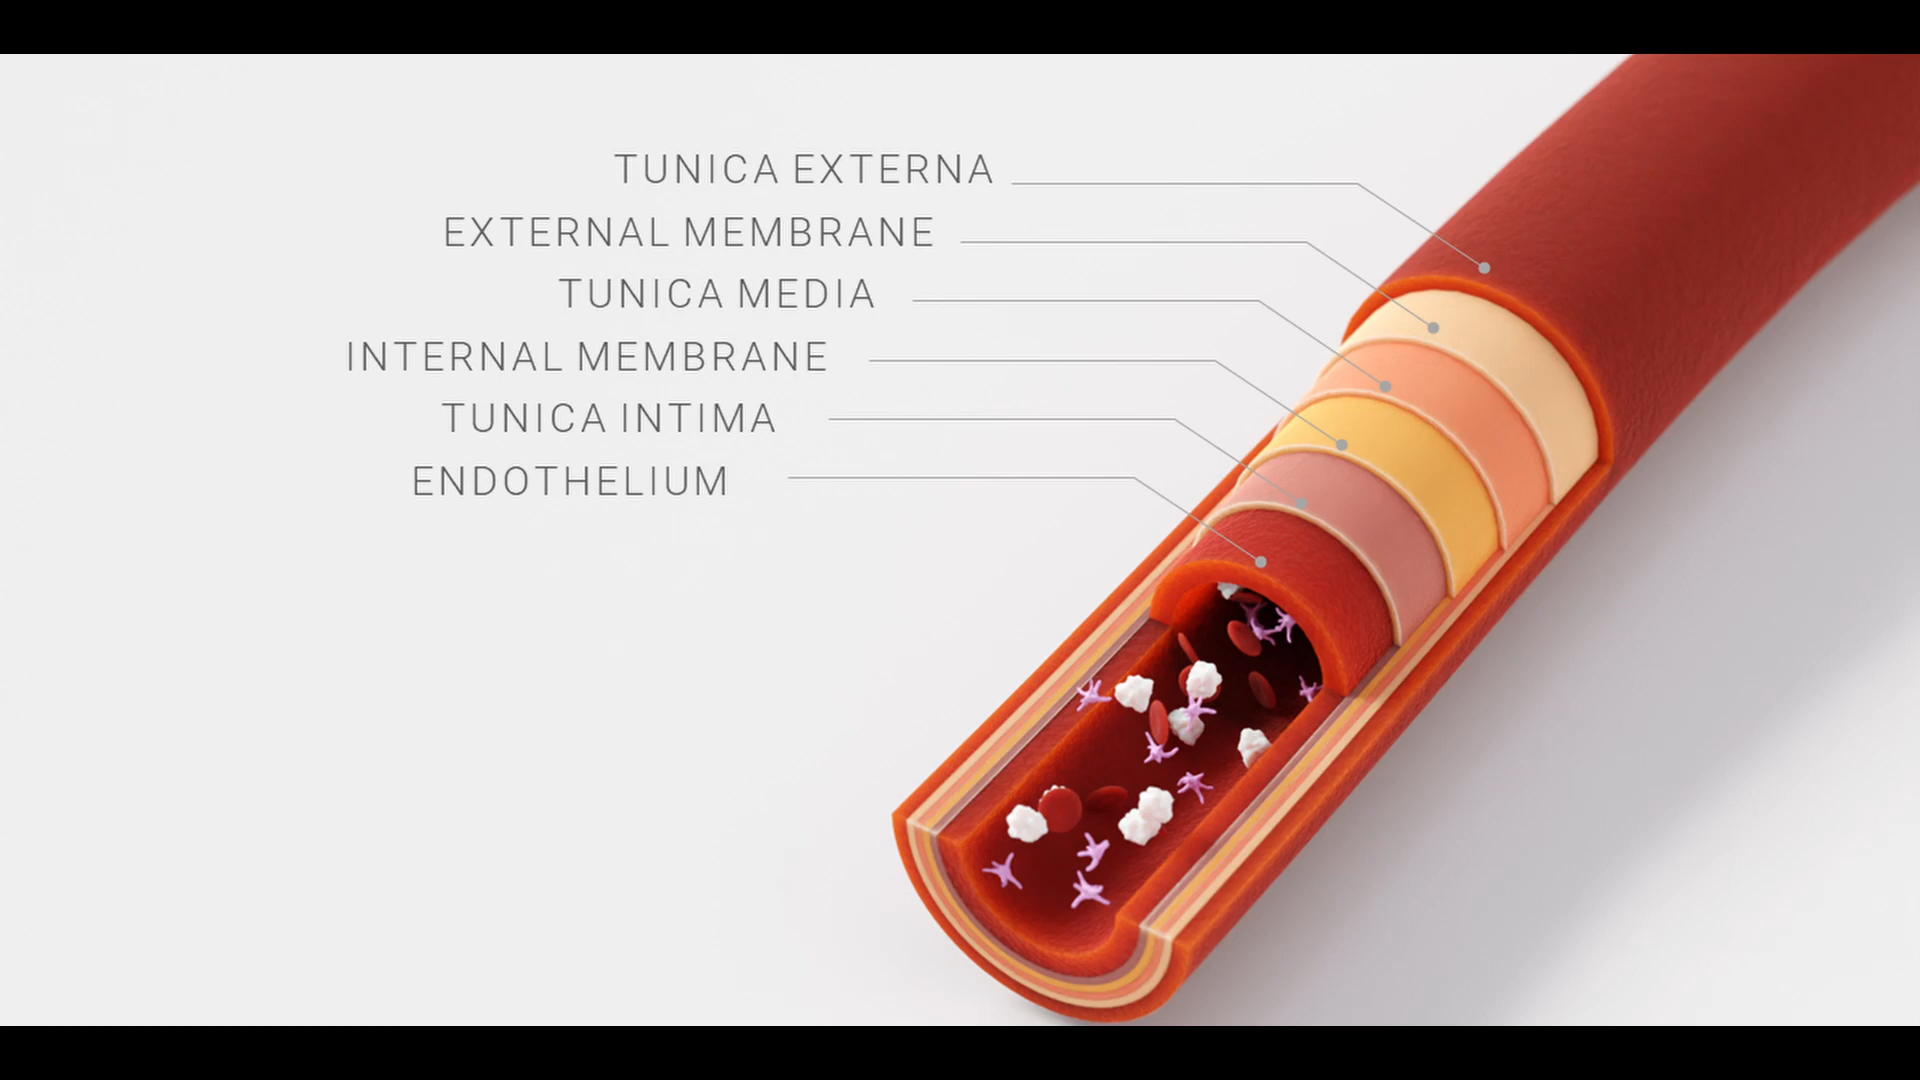 TUNICA EXTERNA
EXTERNAL MEMBRANE
TUNICA MEDIA
INTERNAL MEMBRANE
TUNICA INTIMA
ENDOTHELIUM